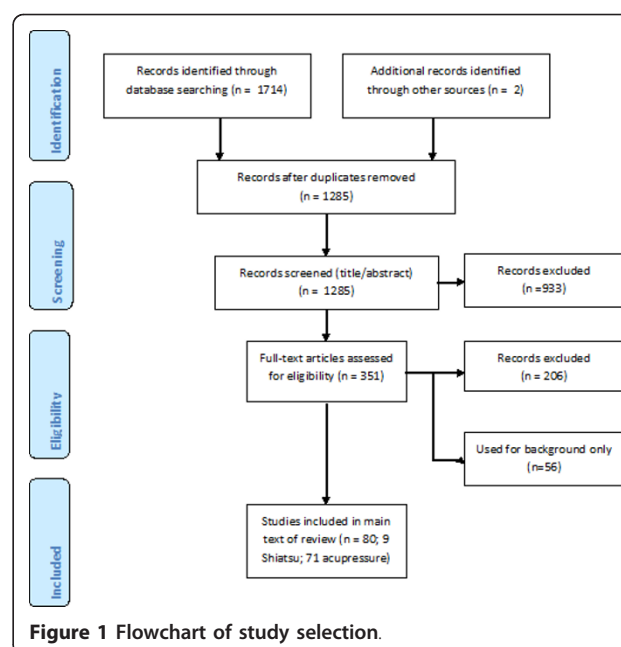 Identification
Records identified through
database searching (n = 1714)
Additional records identified
through other sources (n = 2)
Records after duplicates removed
(n = 1285)
Screening
Records screened (title/abstract)
(n = 1285)
Records excluded
(n =933)
Eligibility
Full-text articles assessed
for eligibility (n = 351)
Records excluded
(n = 206)
Used for background only
(n=56)
Included
Studies included in main
text of review (n = 80; 9
Shiatsu; 71 acupressure)
Figure 1 Flowchart of study selection.